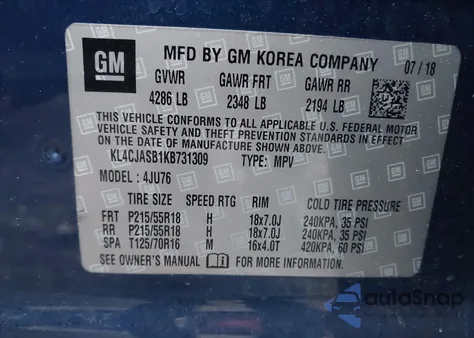 GM MFD BY GM KOREA COMPANY 07/18
GVWR GAWR FRT GAWR RR
4286 LB 2348 LB 2194 LB
THIS VEHICLE CONFORMS TO ALL APPLICABLE U.S. FEDERAL MOTOR
VEHICLE SAFETY, BUMPER, AND THEFT PREVENTION STANDARDS IN EFFECT
ON THE DATE OF MANUFACTURE SHOWN ABOVE.
KL4CJASB1KB731309 TYPE: MPV
MODEL: 4JU76
TIRE SIZE SPEED RTG RIM COLD TIRE PRESSURE
FRT P215/55R18 H 18x7.0J 240KPA, 35 PSI
RR P215/55R18 H 18x7.0J 240KPA, 35 PSI
SPA T125/70R16 M 16x4.0T 420KPA, 60 PSI
SEE OWNER'S MANUAL FOR MORE INFORMATION.
autoSnap